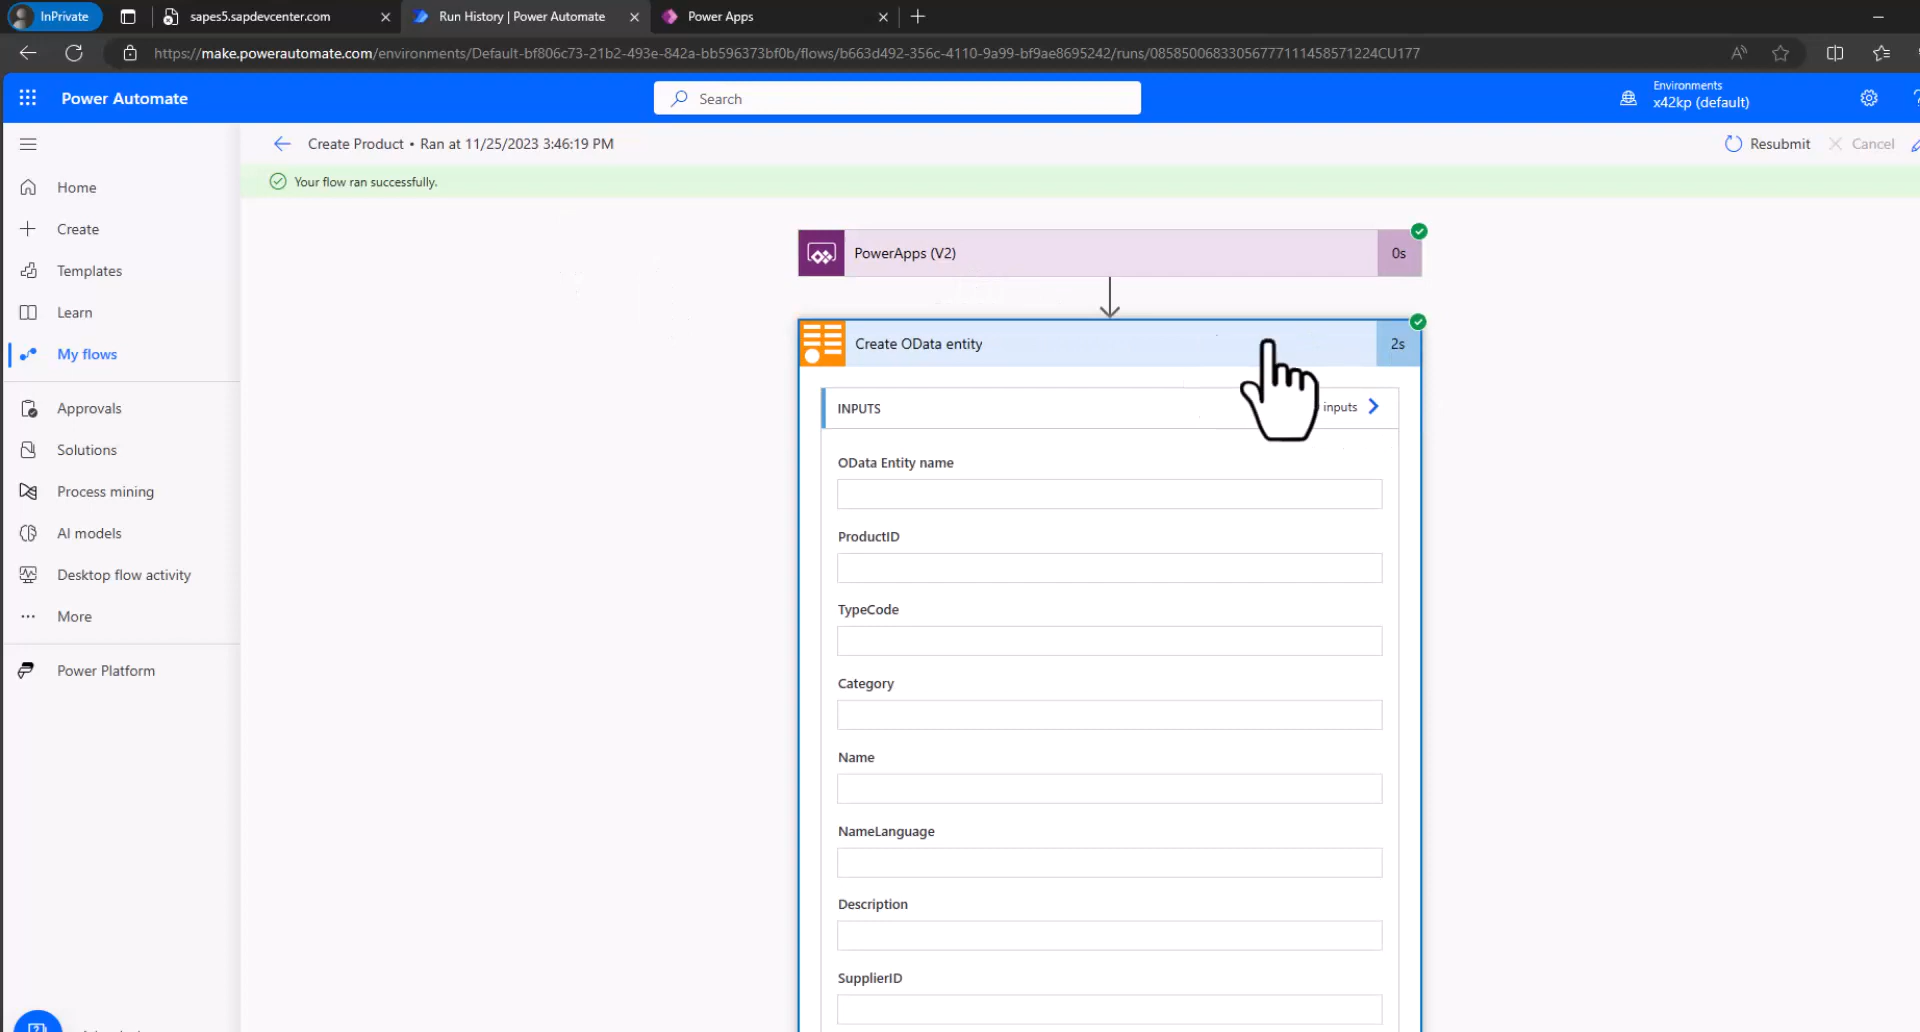 InPrivate
sapes5.sapdevcenter.com
Run History | Power Automate
Power Apps
https://make.powerautomate.com/environments/Default-bf806c73-21b2-493e-842a-bb596373bf0b/flows/b663d492-356c-4110-9a99-bf9ae8695242/runs/08585006833056777111458571224CU177
Power Automate
Search
Environments
x42kp (default)
Create Product • Ran at 11/25/2023 3:46:19 PM
Resubmit
Cancel
Your flow ran successfully.
Home
Create
Templates
Learn
My flows
Approvals
Solutions
Process mining
AI models
Desktop flow activity
More
Power Platform
PowerApps (V2)
0s
Create OData entity
2s
INPUTS
inputs
OData Entity name
ProductID
TypeCode
Category
Name
NameLanguage
Description
SupplierID